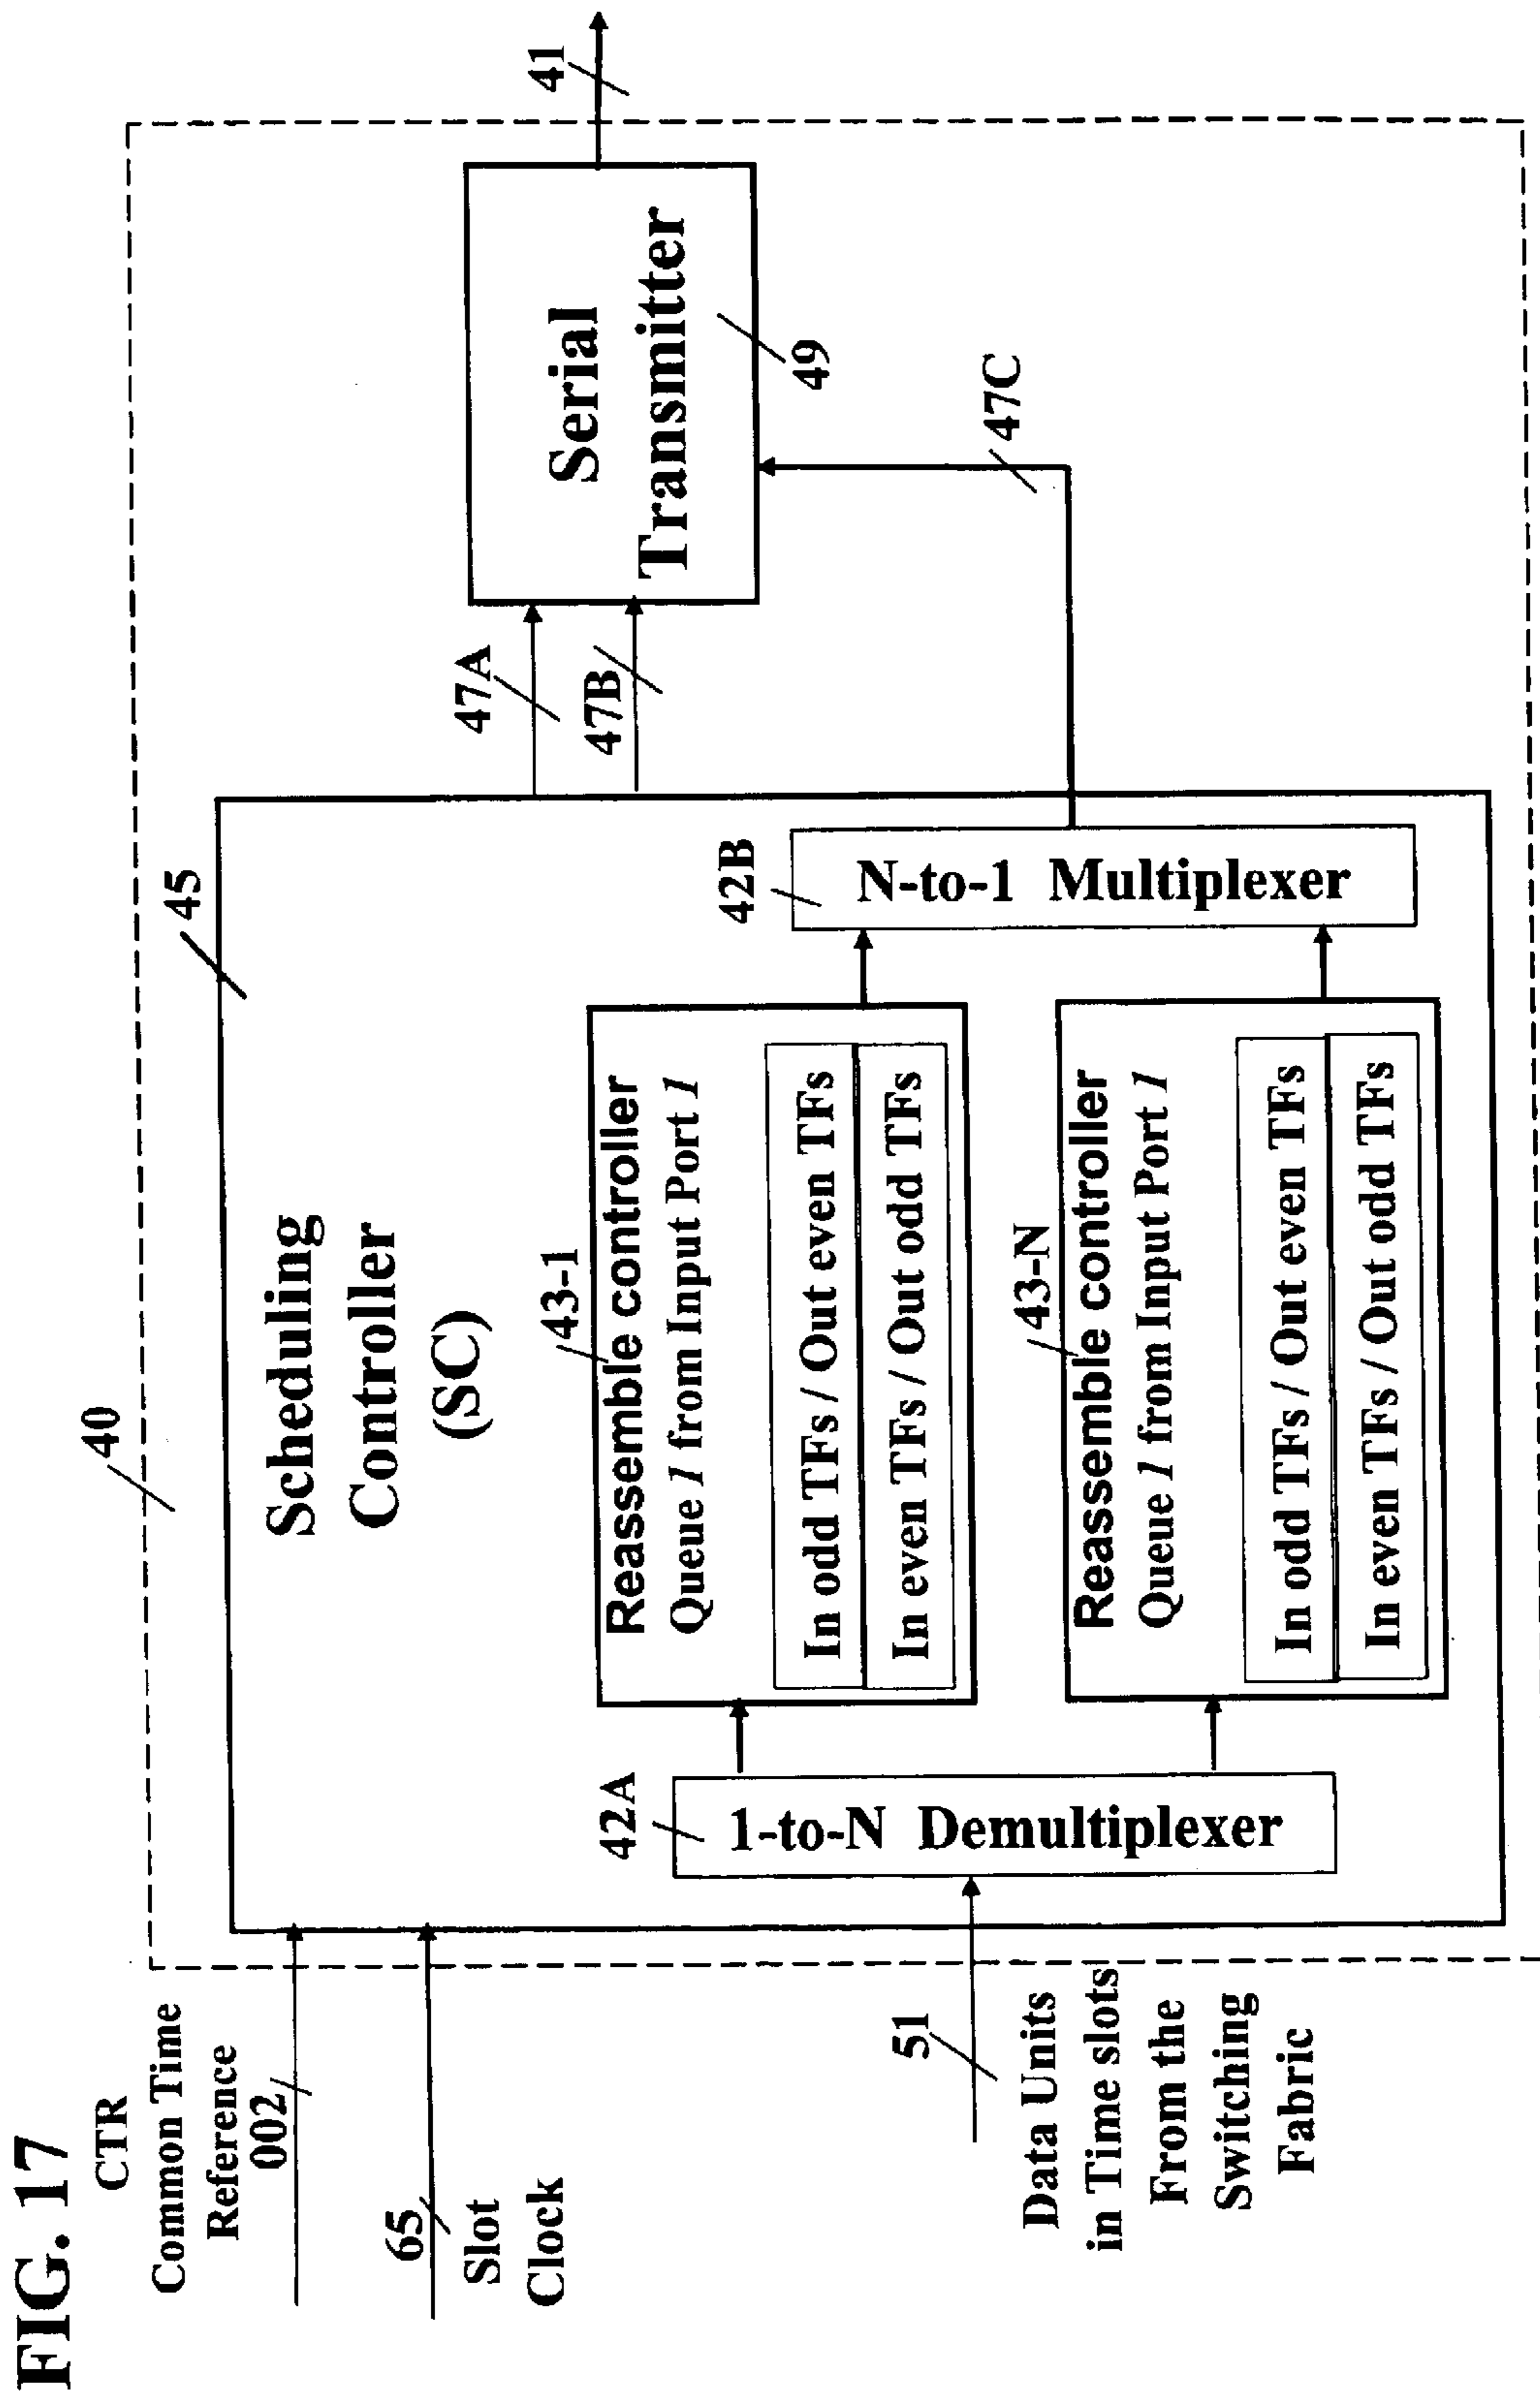 FIG. 17
CTR
Common Time
Reference
002
65
Slot
Clock
51
Data Units
in Time slots
From the
Switching
Fabric
40
45
Scheduling
Controller
(SC)
42A
1-to-N Demultiplexer
43-1
Reassemble controller
Queue 1 from Input Port 1
In odd TFs / Out even TFs
In even TFs / Out odd TFs
43-N
Reassemble controller
Queue 1 from Input Port 1
In odd TFs / Out even TFs
In even TFs / Out odd TFs
42B
N-to-1 Multiplexer
47A
47B
47C
Serial
Transmitter
49
41